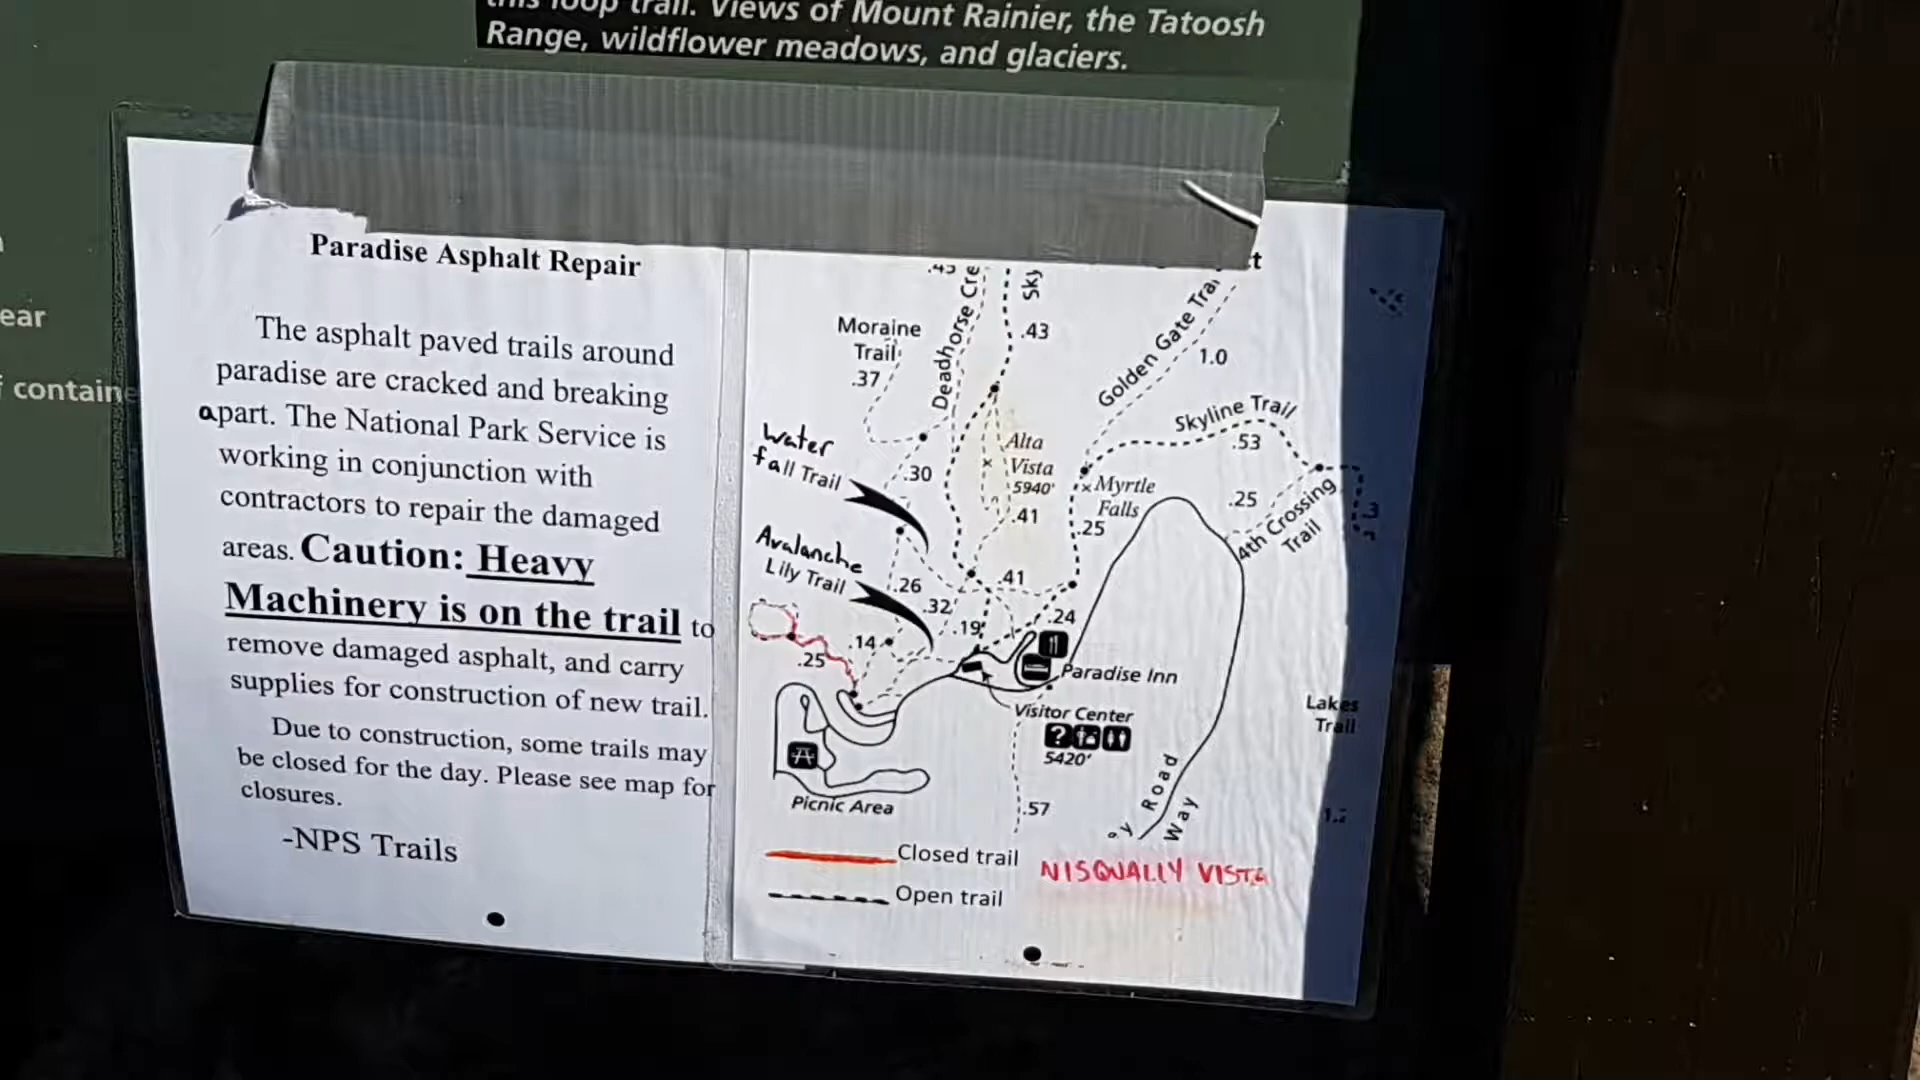 this loop trail. Views of Mount Rainier, the Tatoosh
Range, wildflower meadows, and glaciers.
ear
Paradise Asphalt Repair
The asphalt paved trails around
paradise are cracked and breaking
apart. The National Park Service is
working in conjunction with
contractors to repair the damaged
areas. Caution: Heavy
Machinery is on the trail to
remove damaged asphalt, and carry
supplies for construction of new trail.
Due to construction, some trails may
be closed for the day. Please see map for
closures.
-NPS Trails
Moraine
Trail
.37
Deadhorse Cre
Sky
.43
Golden Gate Trai
1.0
Skyline Trail
.53
Water
fall Trail
.30
Alta
Vista
5940'
.41
Myrtle
Falls
.25
.25
4th Crossing
Trail
Avalanche
Lily Trail
.26
.32
.41
.19
.24
.14
.25
Paradise Inn
Visitor Center
?
5420'
Lakes
Trail
Picnic Area
.57
Road
Way
Closed trail
NISQUALLY VISTA
Open trail